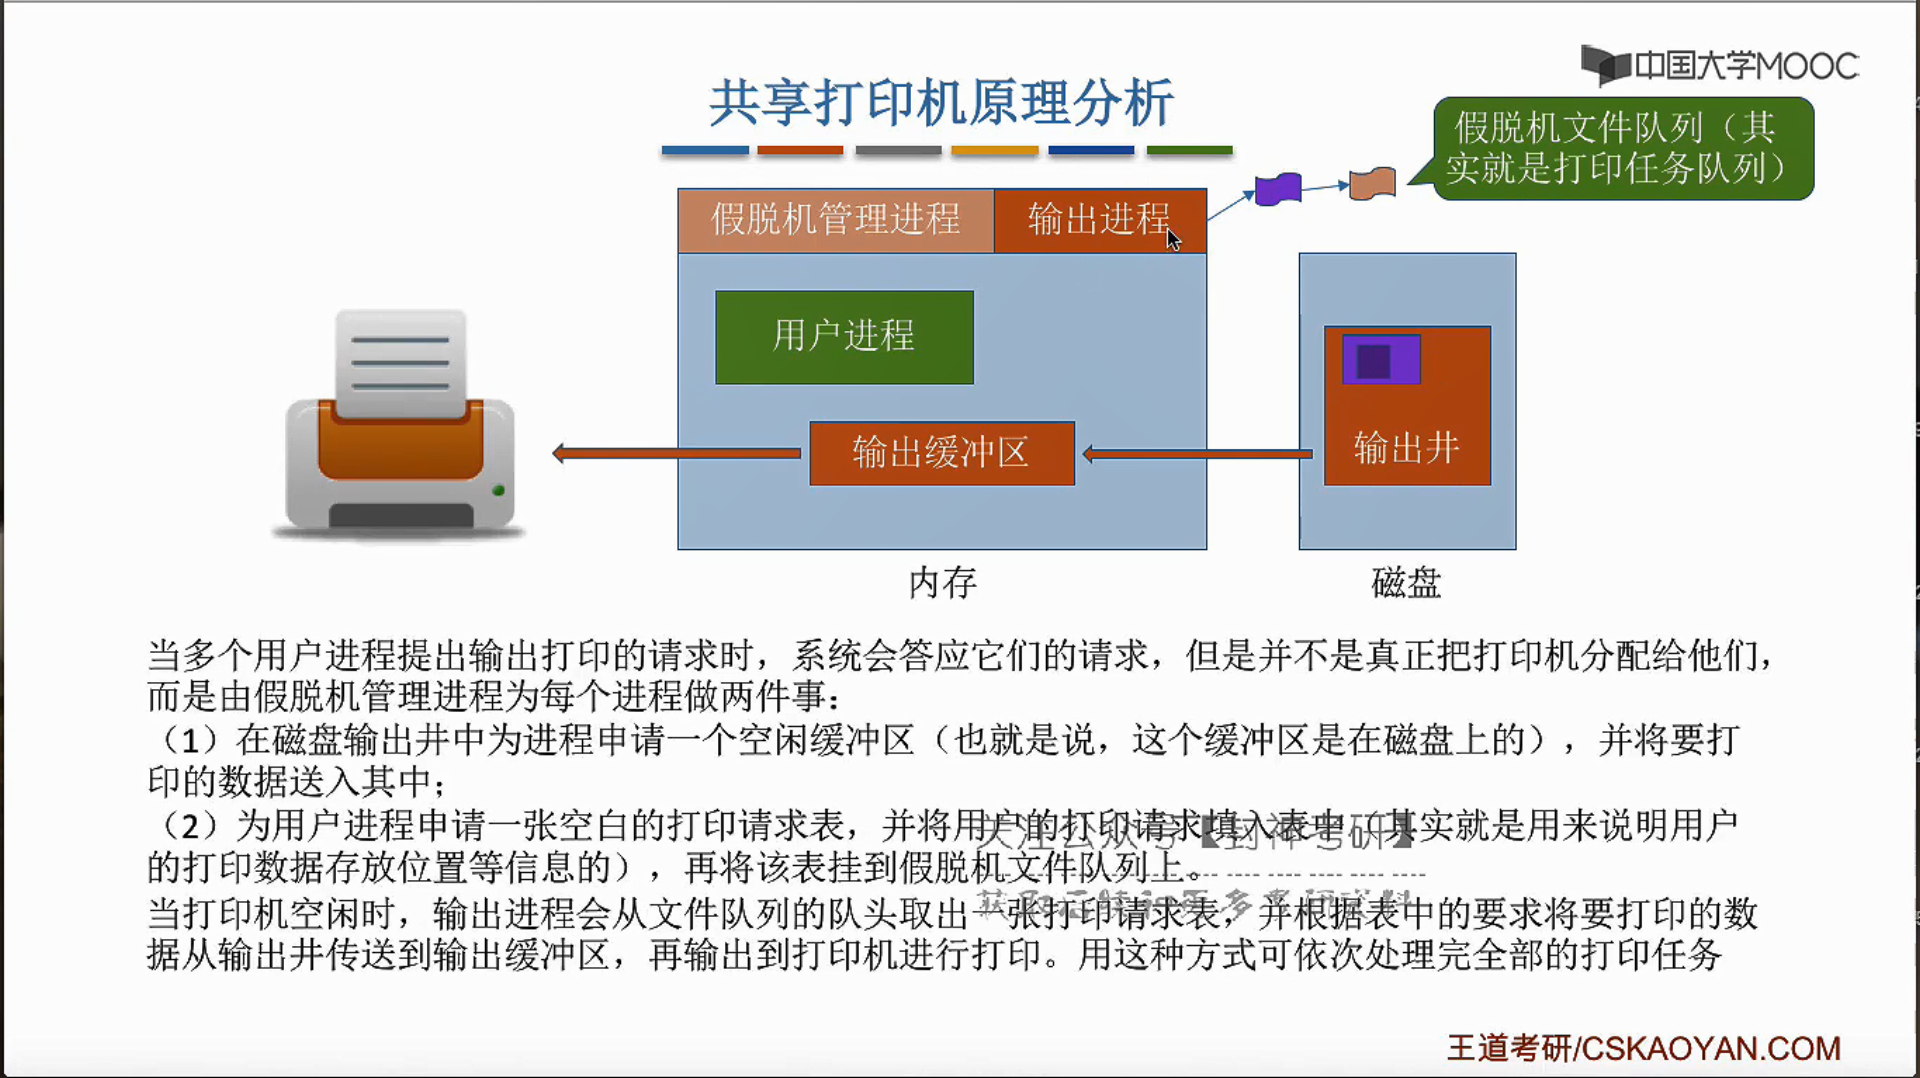 中国大学MOOC
共享打印机原理分析
假脱机文件队列（其
实就是打印任务队列）
假脱机管理进程
输出进程
用户进程
输出缓冲区
输出井
内存
磁盘
当多个用户进程提出输出打印的请求时，系统会答应它们的请求，但是并不是真正把打印机分配给他们，
而是由假脱机管理进程为每个进程做两件事：
（1）在磁盘输出井中为进程申请一个空闲缓冲区（也就是说，这个缓冲区是在磁盘上的），并将要打
印的数据送入其中；
（2）为用户进程申请一张空白的打印请求表，并将用户的打印请求填入表中（其实就是用来说明用户
的打印数据存放位置等信息的），再将该表挂到假脱机文件队列上。
当打印机空闲时，输出进程会从文件队列的队头取出一张打印请求表，并根据表中的要求将要打印的数
据从输出井传送到输出缓冲区，再输出到打印机进行打印。用这种方式可依次处理完全部的打印任务
关注公众号【封神考研】
王道考研/CSKAOYAN.COM